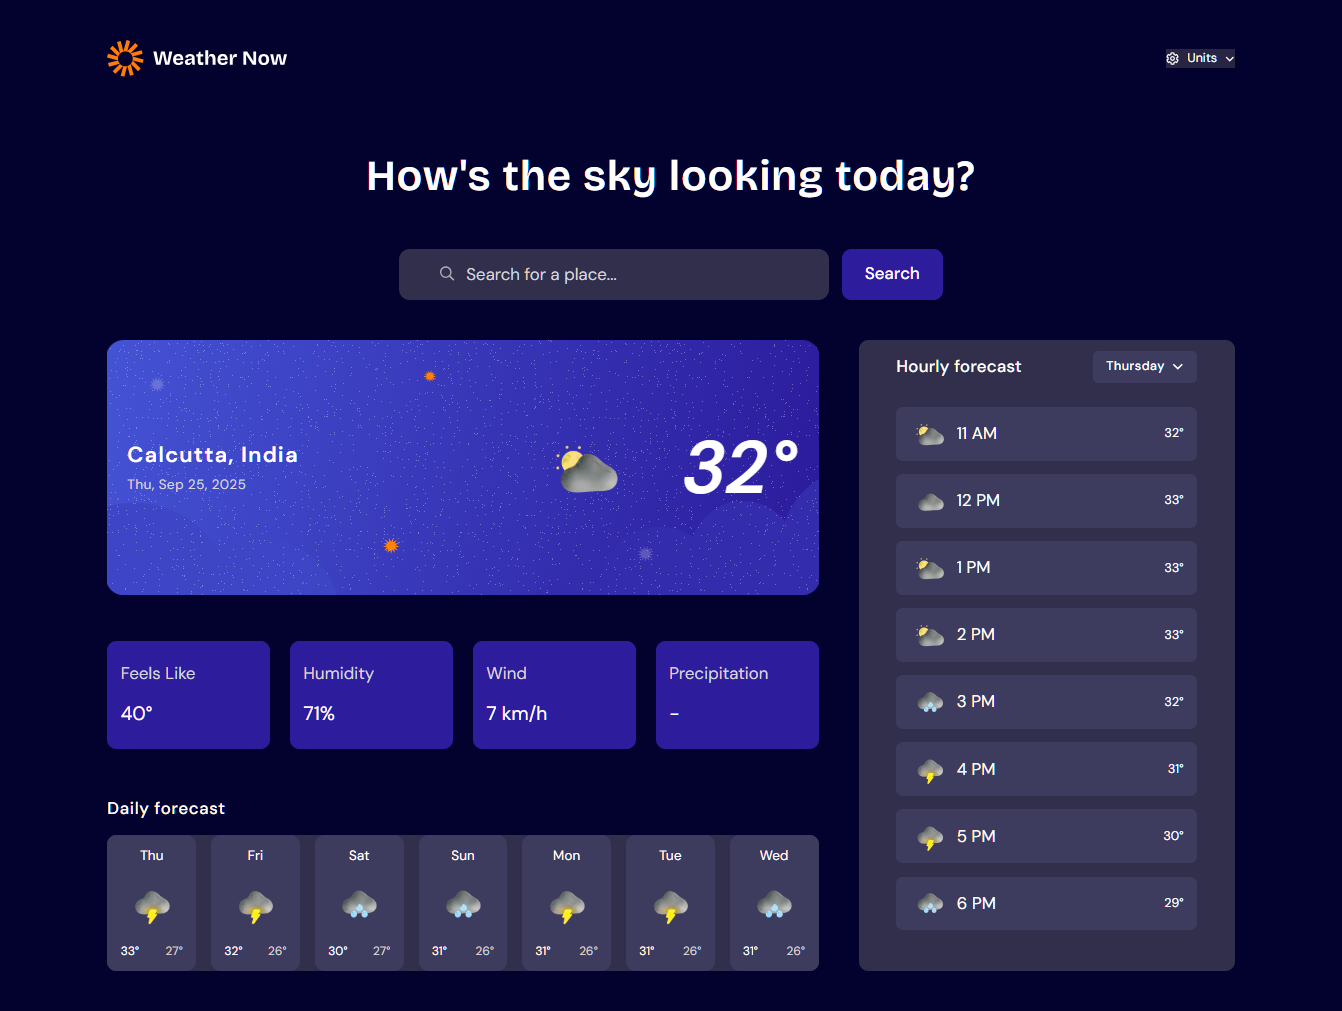 Weather Now
Units
How's the sky looking today?
Search for a place...
Search
Calcutta, India
Thu, Sep 25, 2025
32°
Feels Like
40°
Humidity
71%
Wind
7 km/h
Precipitation
-
Daily forecast
Thu
33° 27°
Fri
32° 26°
Sat
30° 27°
Sun
31° 26°
Mon
31° 26°
Tue
31° 26°
Wed
31° 26°
Hourly forecast
Thursday
11 AM 32°
12 PM 33°
1 PM 33°
2 PM 33°
3 PM 32°
4 PM 31°
5 PM 30°
6 PM 29°